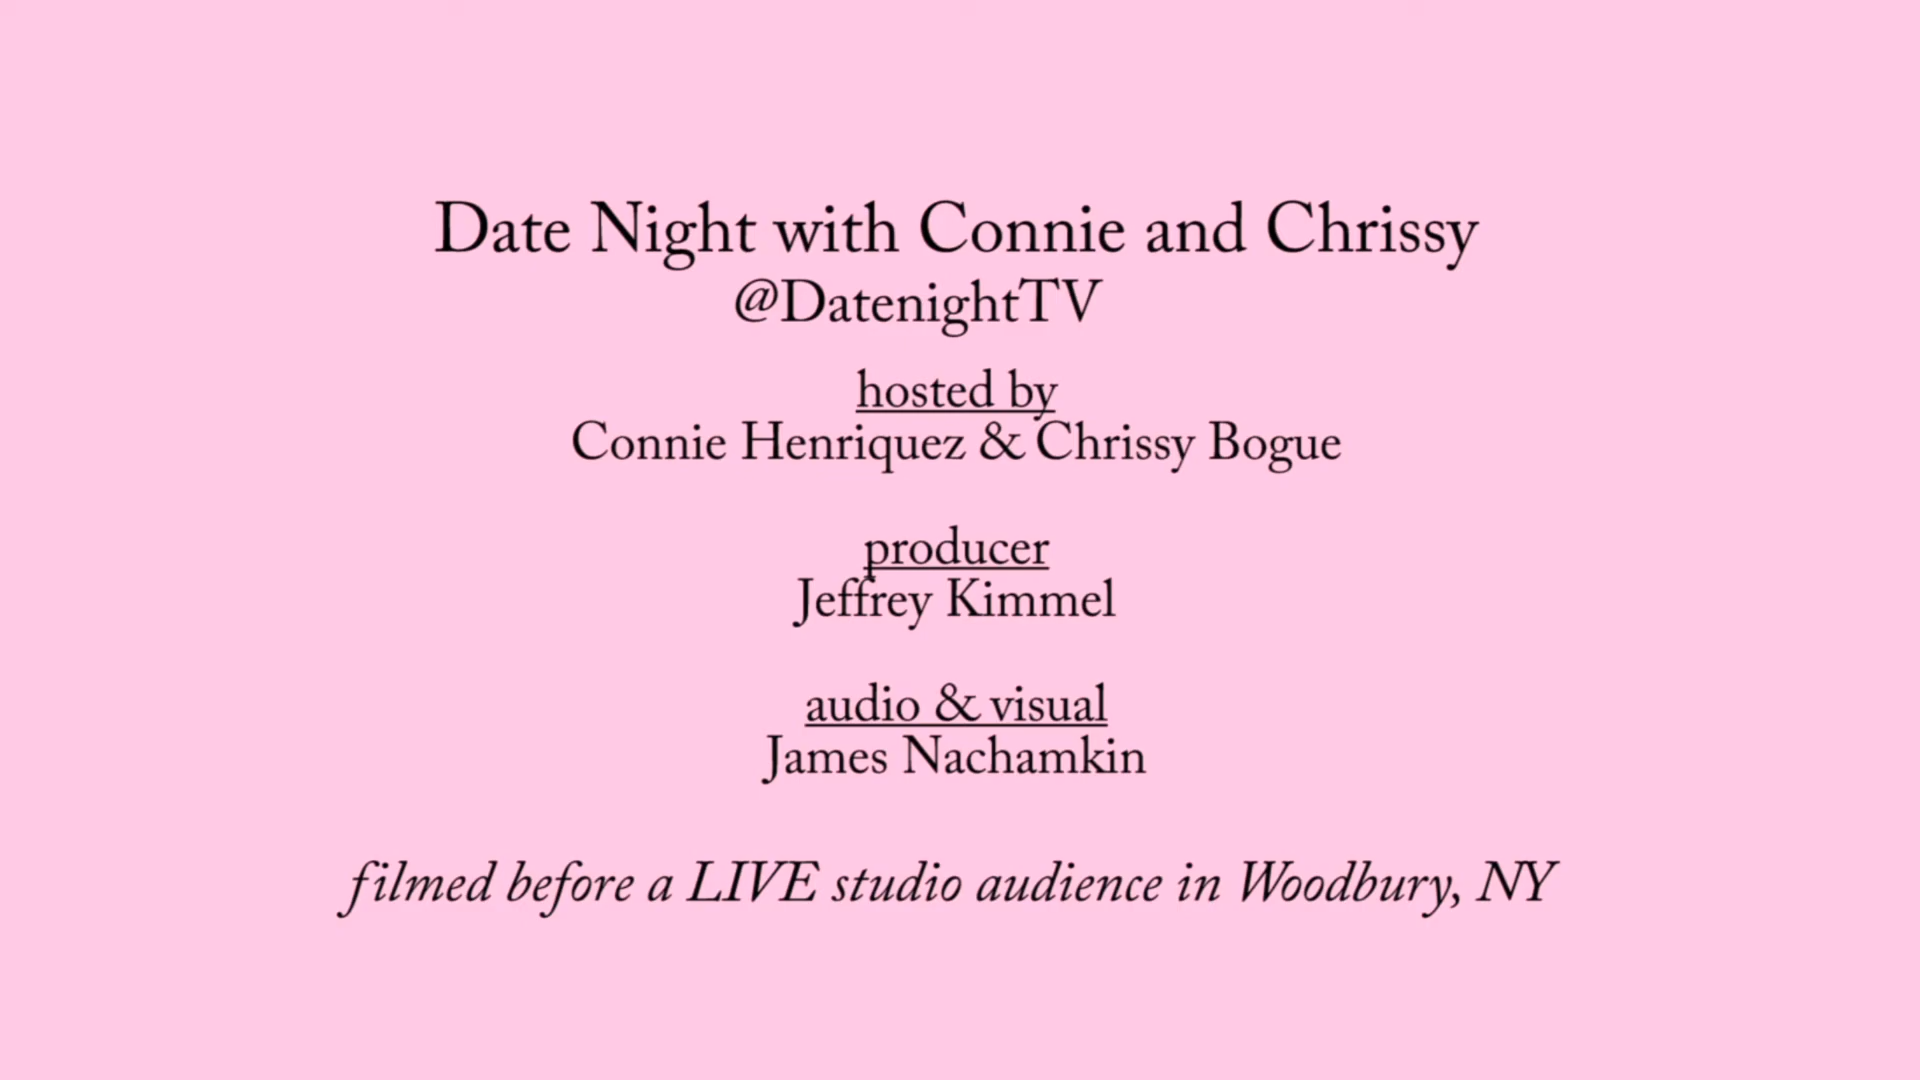 Date Night with Connie and Chrissy
@DatenightTV
hosted by
Connie Henriquez & Chrissy Bogue
producer
Jeffrey Kimmel
audio & visual
James Nachamkin
filmed before a LIVE studio audience in Woodbury, NY